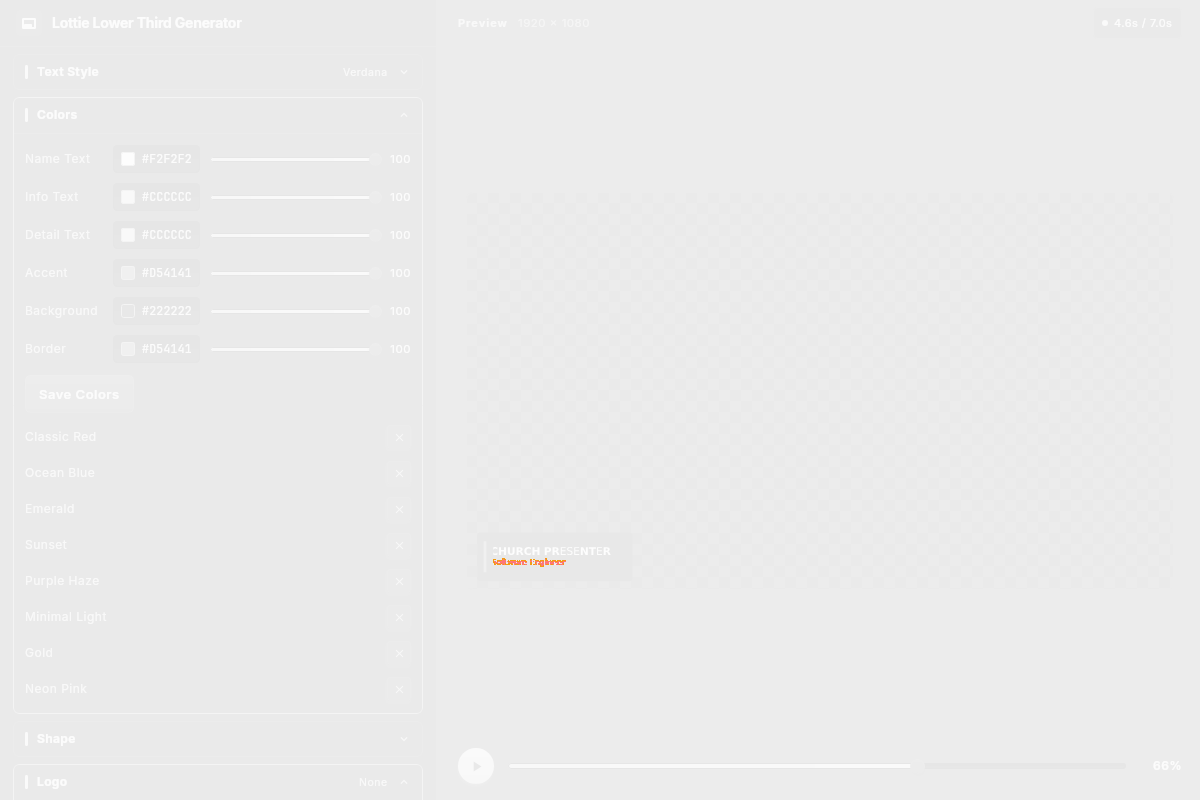 Lottie Lower Third Generator
Text Style Verdana
Colors
Name Text #F2F2F2 100
Info Text #CCCCCC 100
Detail Text #CCCCCC 100
Accent #D54141 100
Background #222222 100
Border #D54141 100
Save Colors
Classic Red
Ocean Blue
Emerald
Sunset
Purple Haze
Minimal Light
Gold
Neon Pink
Shape
Logo None
Preview 1920 × 1080
4.6s / 7.0s
CHURCH PRESENTER
Software Engineer
66%